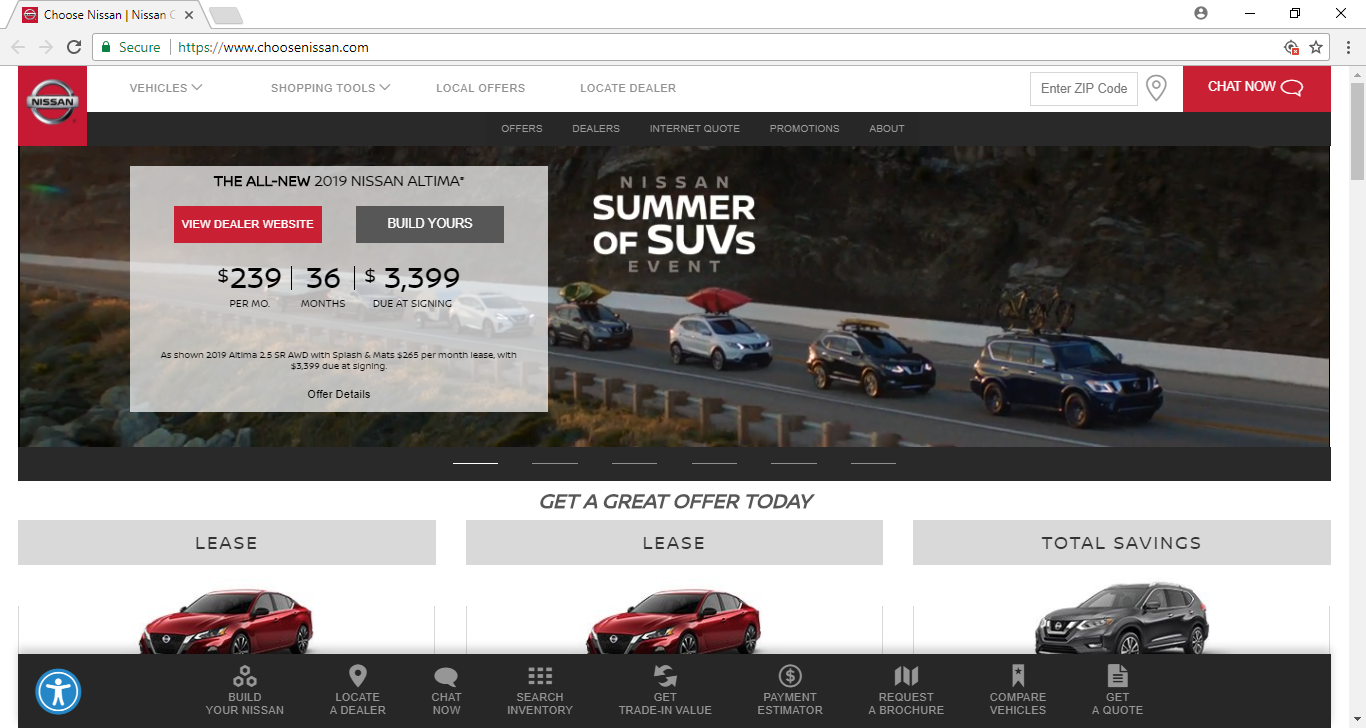 Choose Nissan | Nissan C
Secure
https://www.choosenissan.com
NISSAN
VEHICLES
SHOPPING TOOLS
LOCAL OFFERS
LOCATE DEALER
Enter ZIP Code
CHAT NOW
OFFERS
DEALERS
INTERNET QUOTE
PROMOTIONS
ABOUT
THE ALL-NEW 2019 NISSAN ALTIMA*
VIEW DEALER WEBSITE
BUILD YOURS
$239 36 $ 3,399
PER MO. MONTHS DUE AT SIGNING
As shown 2019 Altima 2.5 SR AWD with Splash & Mats $265 per month lease, with
$3,399 due at signing.
Offer Details
NISSAN
SUMMER
OF SUVs
EVENT
GET A GREAT OFFER TODAY
LEASE
LEASE
TOTAL SAVINGS
BUILD
YOUR NISSAN
LOCATE
A DEALER
CHAT
NOW
SEARCH
INVENTORY
GET
TRADE-IN VALUE
PAYMENT
ESTIMATOR
REQUEST
A BROCHURE
COMPARE
VEHICLES
GET
A QUOTE